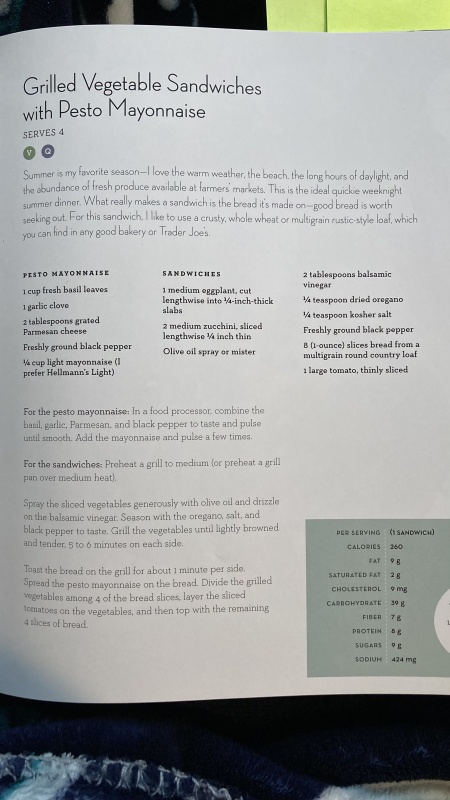 Grilled Vegetable Sandwiches
with Pesto Mayonnaise
SERVES 4
V Q
Summer is my favorite season—I love the warm weather, the beach, the long hours of daylight, and
the abundance of fresh produce available at farmers' markets. This is the ideal quickie weeknight
summer dinner. What really makes a sandwich is the bread it's made on—good bread is worth
seeking out. For this sandwich, I like to use a crusty, whole wheat or multigrain rustic-style loaf, which
you can find in any good bakery or Trader Joe's.
PESTO MAYONNAISE
1 cup fresh basil leaves
1 garlic clove
2 tablespoons grated
Parmesan cheese
Freshly ground black pepper
¼ cup light mayonnaise (I
prefer Hellmann's Light)
SANDWICHES
1 medium eggplant, cut
lengthwise into ¼-inch-thick
slabs
2 medium zucchini, sliced
lengthwise ¼ inch thin
Olive oil spray or mister
2 tablespoons balsamic
vinegar
¼ teaspoon dried oregano
¼ teaspoon kosher salt
Freshly ground black pepper
8 (1-ounce) slices bread from a
multigrain round country loaf
1 large tomato, thinly sliced
For the pesto mayonnaise: In a food processor, combine the
basil, garlic, Parmesan, and black pepper to taste and pulse
until smooth. Add the mayonnaise and pulse a few times.
For the sandwiches: Preheat a grill to medium (or preheat a grill
pan over medium heat).
Spray the sliced vegetables generously with olive oil and drizzle
on the balsamic vinegar. Season with the oregano, salt, and
black pepper to taste. Grill the vegetables until lightly browned
and tender, 5 to 6 minutes on each side.
Toast the bread on the grill for about 1 minute per side.
Spread the pesto mayonnaise on the bread. Divide the grilled
vegetables among 4 of the bread slices, layer the sliced
tomatoes on the vegetables, and then top with the remaining
4 slices of bread.
PER SERVING (1 SANDWICH)
CALORIES 260
FAT 9 g
SATURATED FAT 2 g
CHOLESTEROL 9 mg
CARBOHYDRATE 39 g
FIBER 7 g
PROTEIN 8 g
SUGARS 9 g
SODIUM 424 mg